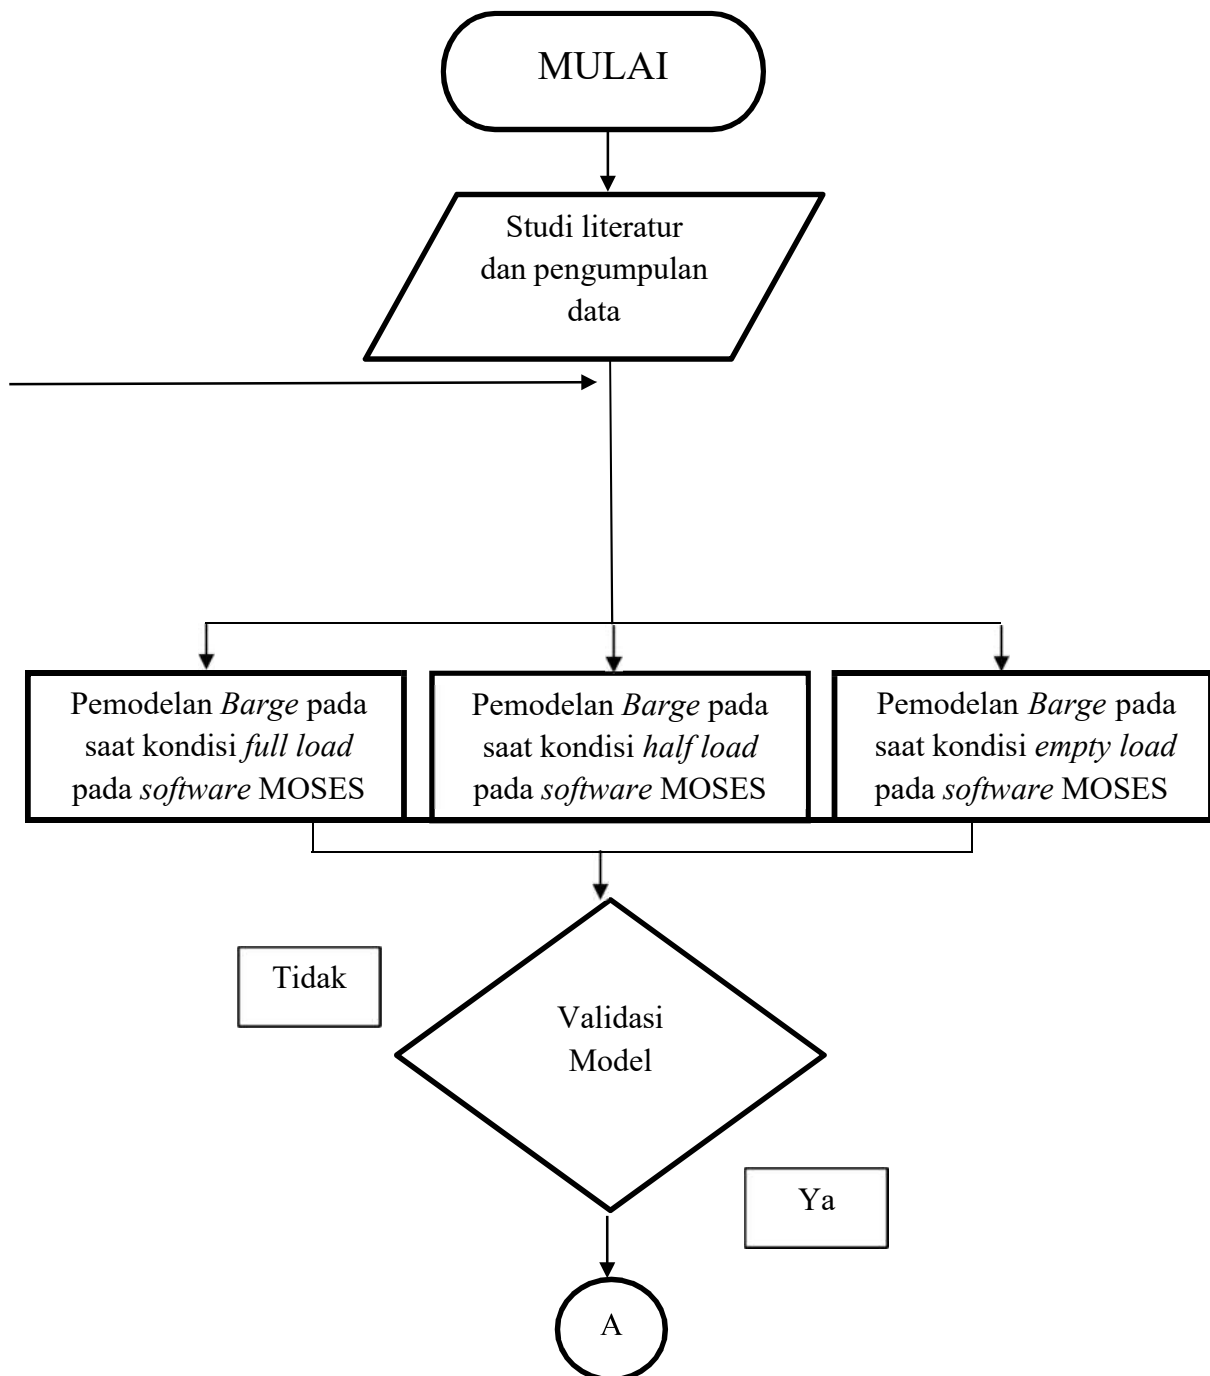 MULAI
Studi literatur
dan pengumpulan
data
Pemodelan Barge pada
saat kondisi full load
pada software MOSES
Pemodelan Barge pada
saat kondisi half load
pada software MOSES
Pemodelan Barge pada
saat kondisi empty load
pada software MOSES
Tidak
Validasi
Model
Ya
A